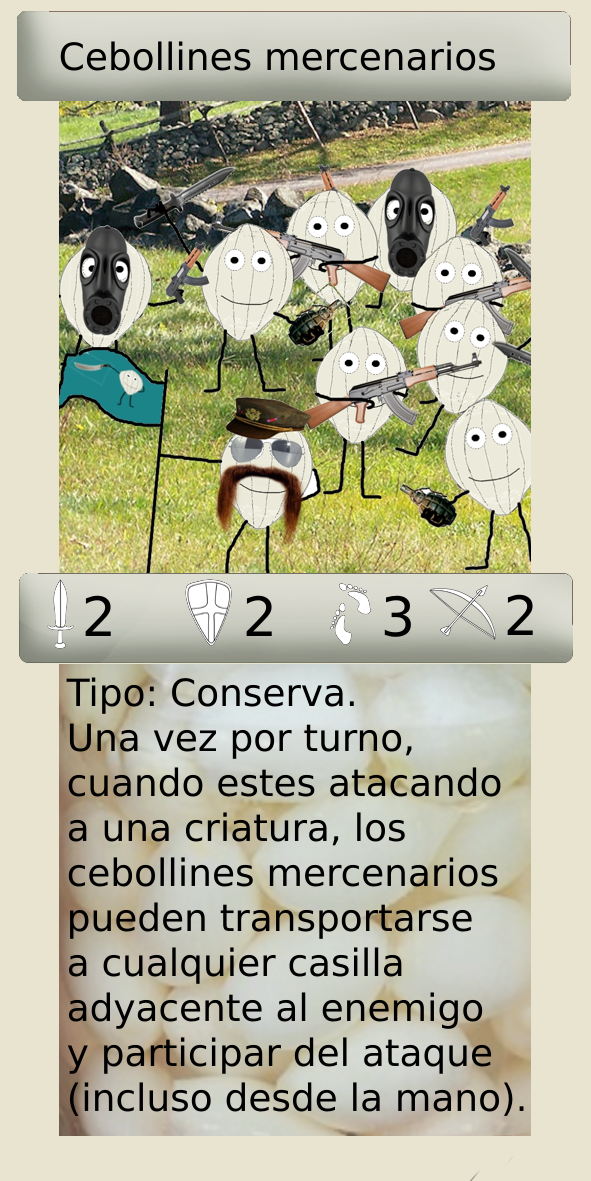 Cebollines mercenarios
2 2 3 2
Tipo: Conserva.
Una vez por turno,
cuando estes atacando
a una criatura, los
cebollines mercenarios
pueden transportarse
a cualquier casilla
adyacente al enemigo
y participar del ataque
(incluso desde la mano).